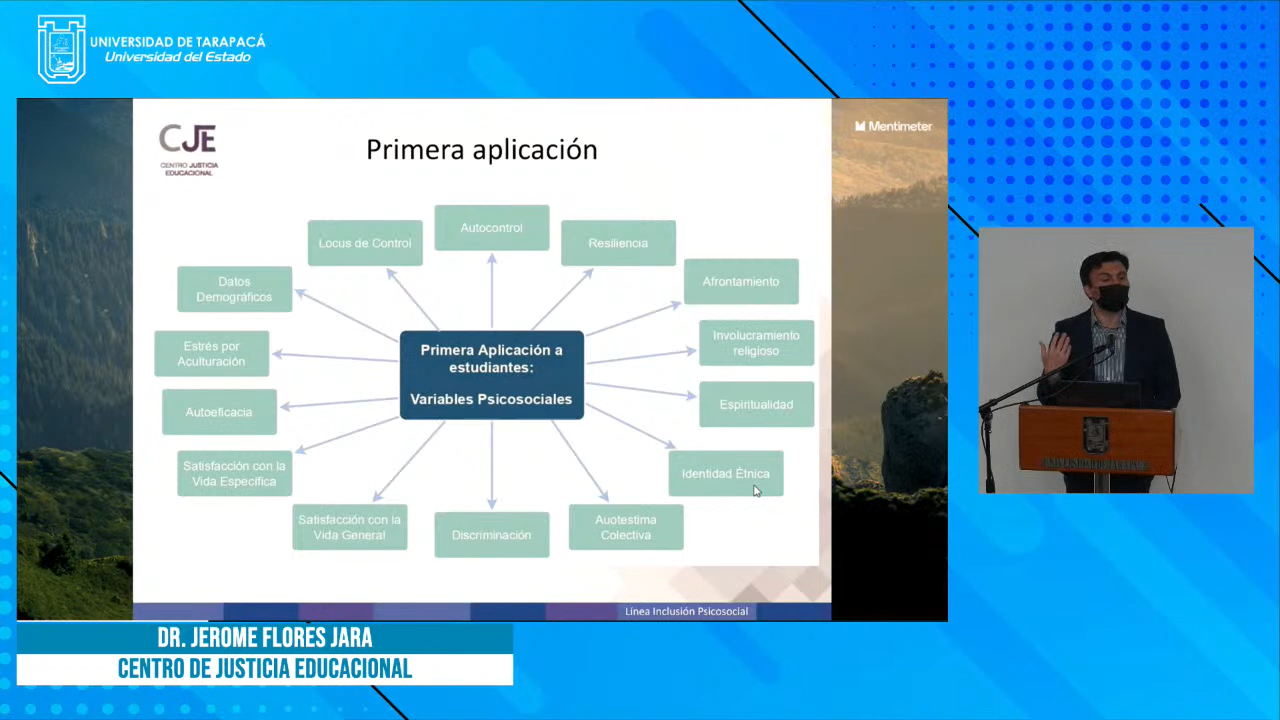 UNIVERSIDAD DE TARAPACÁ
Universidad del Estado
CJE
CENTRO JUSTICIA
EDUCACIONAL
Primera aplicación
Mentimeter
Autocontrol
Locus de Control
Resiliencia
Datos
Demográficos
Afrontamiento
Estrés por
Aculturación
Primera Aplicación a
estudiantes:
Variables Psicosociales
Involucramiento
religioso
Autoeficacia
Espiritualidad
Satisfacción con la
Vida Específica
Identidad Étnica
Satisfacción con la
Vida General
Discriminación
Auotestima
Colectiva
Línea Inclusión Psicosocial
DR. JEROME FLORES JARA
CENTRO DE JUSTICIA EDUCACIONAL